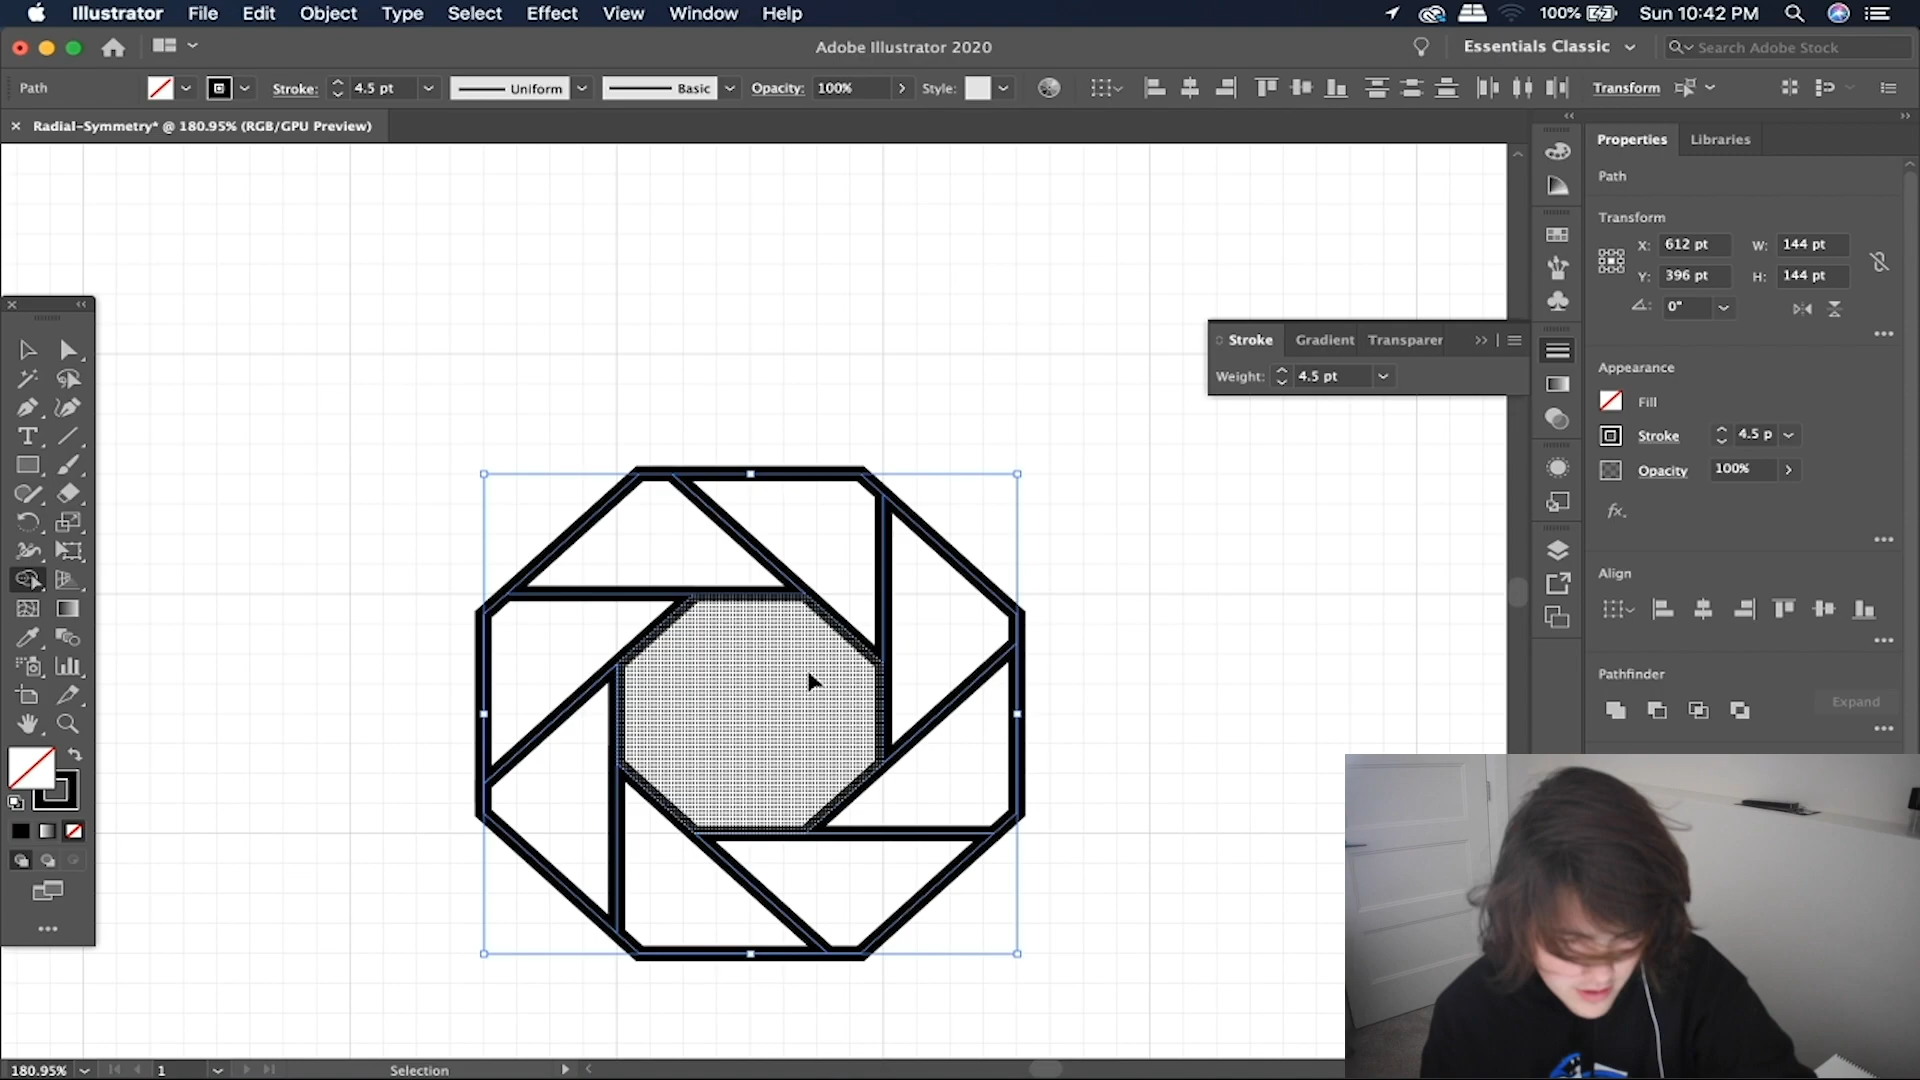 Illustrator File Edit Object Type Select Effect View Window Help 100% Sun 10:42 PM
Adobe Illustrator 2020 Essentials Classic Search Adobe Stock
Path Stroke: 4.5 pt Uniform Basic Opacity: 100% Style: Transform
Radial-Symmetry* @ 180.95% (RGB/GPU Preview)
Properties Libraries
Path
Transform
X: 612 pt W: 144 pt
Y: 396 pt H: 144 pt
0°
Stroke Gradient Transparer
Weight: 4.5 pt
Appearance
Fill
Stroke 4.5 p
Opacity 100%
fx.
Align
Pathfinder
Expand
180.95% 1 Selection